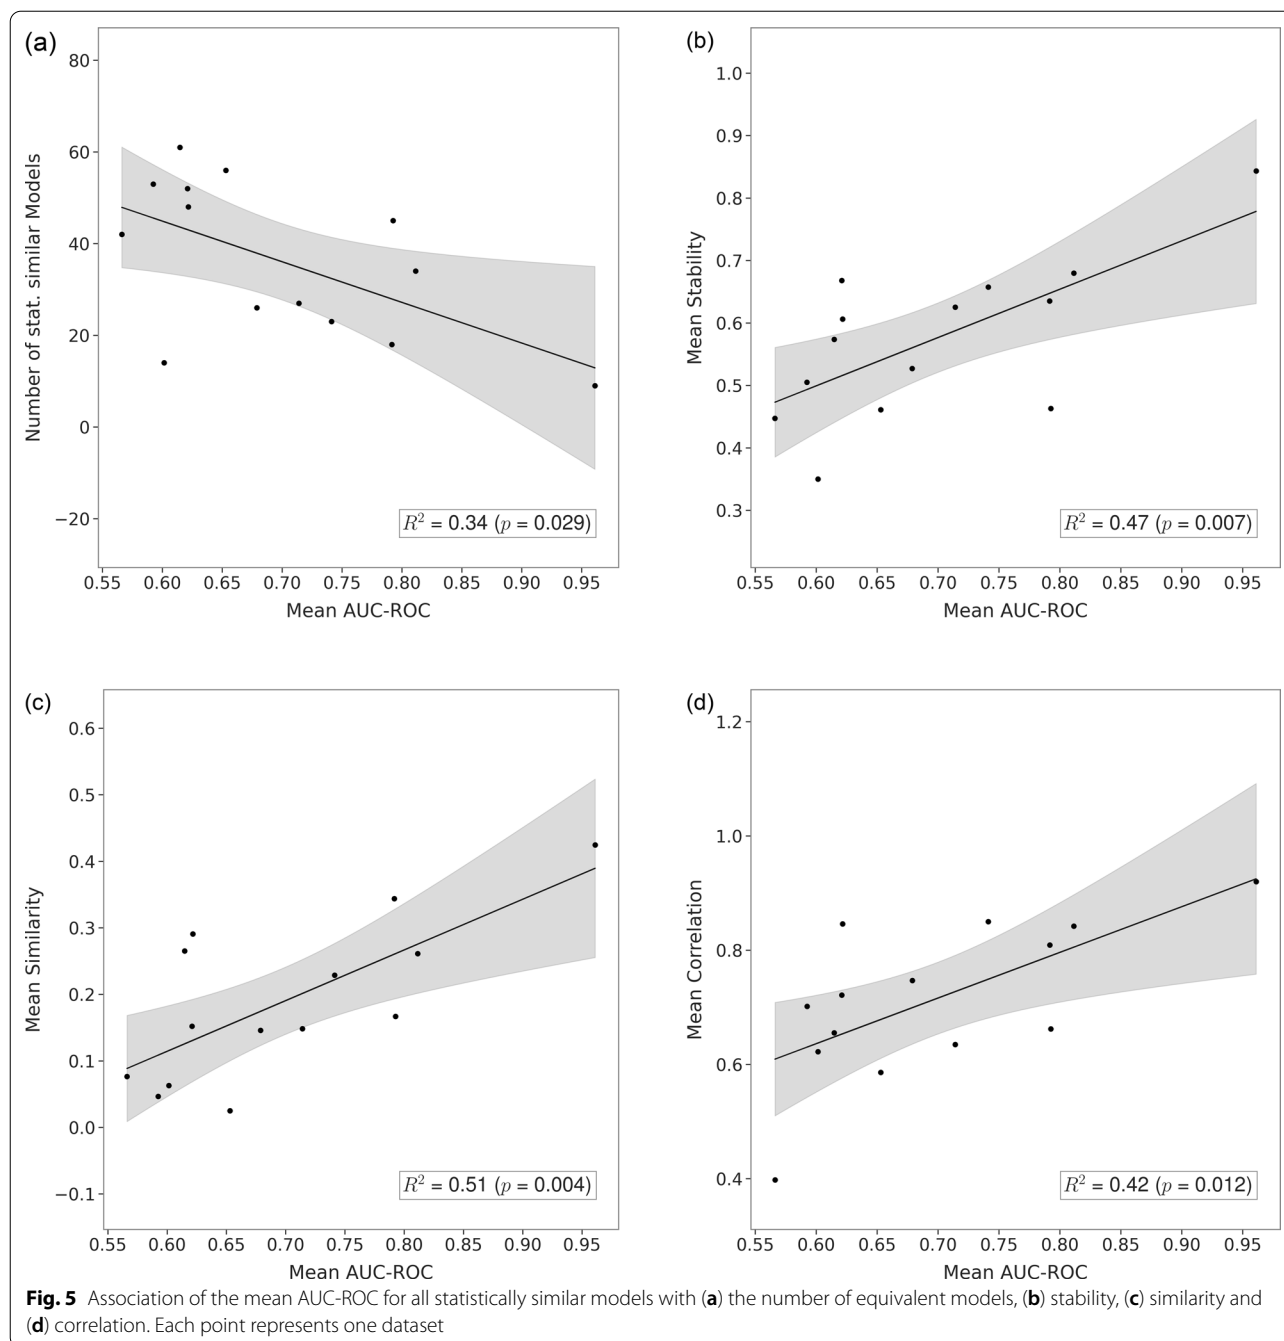 (a)
80
60
40
20
0
−20
Number of stat. similar Models
R² = 0.34 (p = 0.029)
0.55 0.60 0.65 0.70 0.75 0.80 0.85 0.90 0.95
Mean AUC-ROC
(b)
1.0
0.9
0.8
0.7
0.6
0.5
0.4
0.3
Mean Stability
R² = 0.47 (p = 0.007)
0.55 0.60 0.65 0.70 0.75 0.80 0.85 0.90 0.95
Mean AUC-ROC
(c)
0.6
0.5
0.4
0.3
0.2
0.1
0.0
−0.1
Mean Similarity
R² = 0.51 (p = 0.004)
0.55 0.60 0.65 0.70 0.75 0.80 0.85 0.90 0.95
Mean AUC-ROC
(d)
1.2
1.0
0.8
0.6
0.4
Mean Correlation
R² = 0.42 (p = 0.012)
0.55 0.60 0.65 0.70 0.75 0.80 0.85 0.90 0.95
Mean AUC-ROC
Fig. 5 Association of the mean AUC-ROC for all statistically similar models with (a) the number of equivalent models, (b) stability, (c) similarity and
(d) correlation. Each point represents one dataset